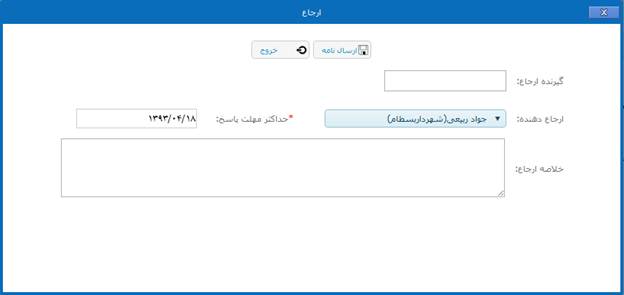 ارجاع
X
ارسال نامه خروج
گیرنده ارجاع:
ارجاع دهنده: جواد ربیعی(شهرداربسطام) *حداکثر مهلت پاسخ: ۱۳۹۳/۰۴/۱۸
خلاصه ارجاع: